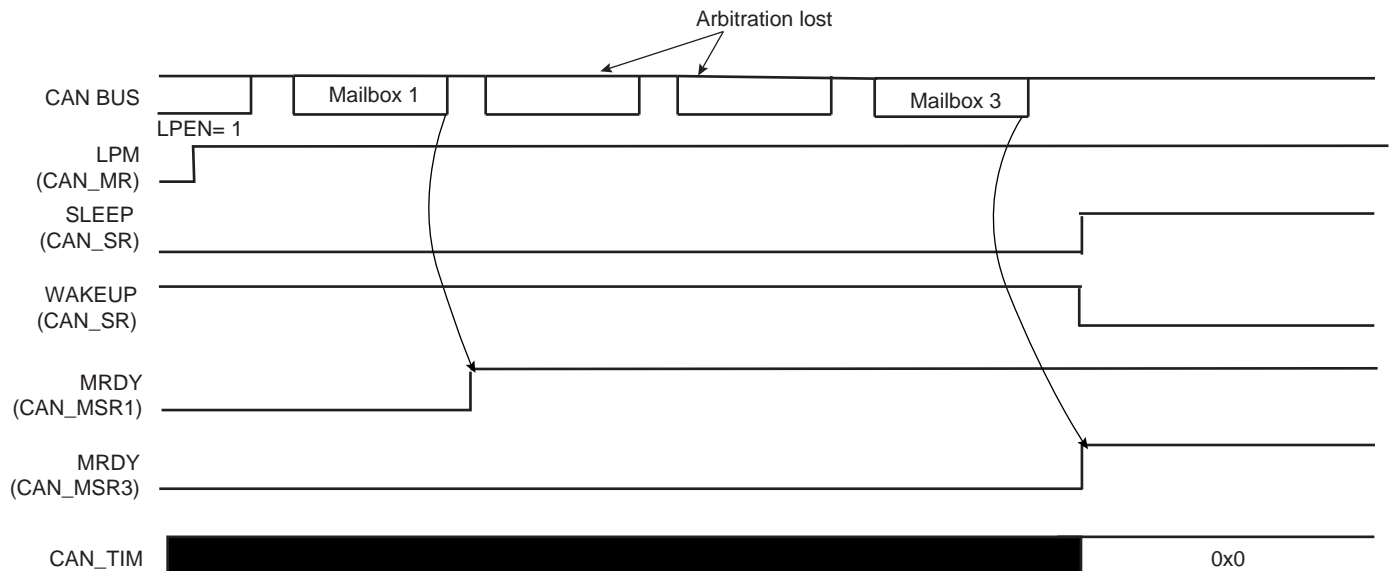 Arbitration lost
CAN BUS
Mailbox 1
Mailbox 3
LPEN= 1
LPM
(CAN_MR)
SLEEP
(CAN_SR)
WAKEUP
(CAN_SR)
MRDY
(CAN_MSR1)
MRDY
(CAN_MSR3)
CAN_TIM
0x0